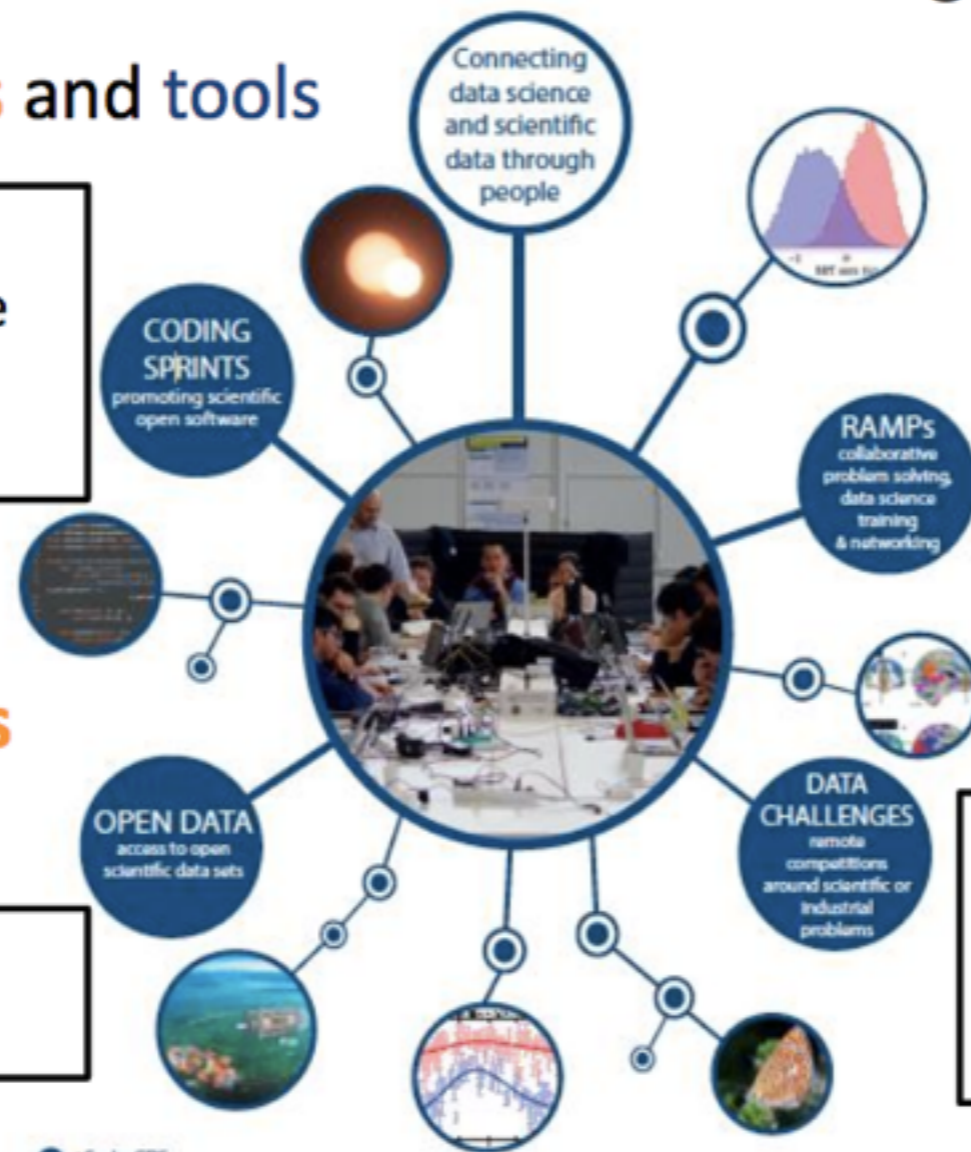 and tools
Connecting
data science
and scientific
data through
people
CODING
SPRINTS
promoting scientific
open software
RAMPs
collaborative
problem solving,
data science
training
& networking
OPEN DATA
access to open
scientific data sets
DATA
CHALLENGES
remote
competitions
around scientific or
industrial
problems